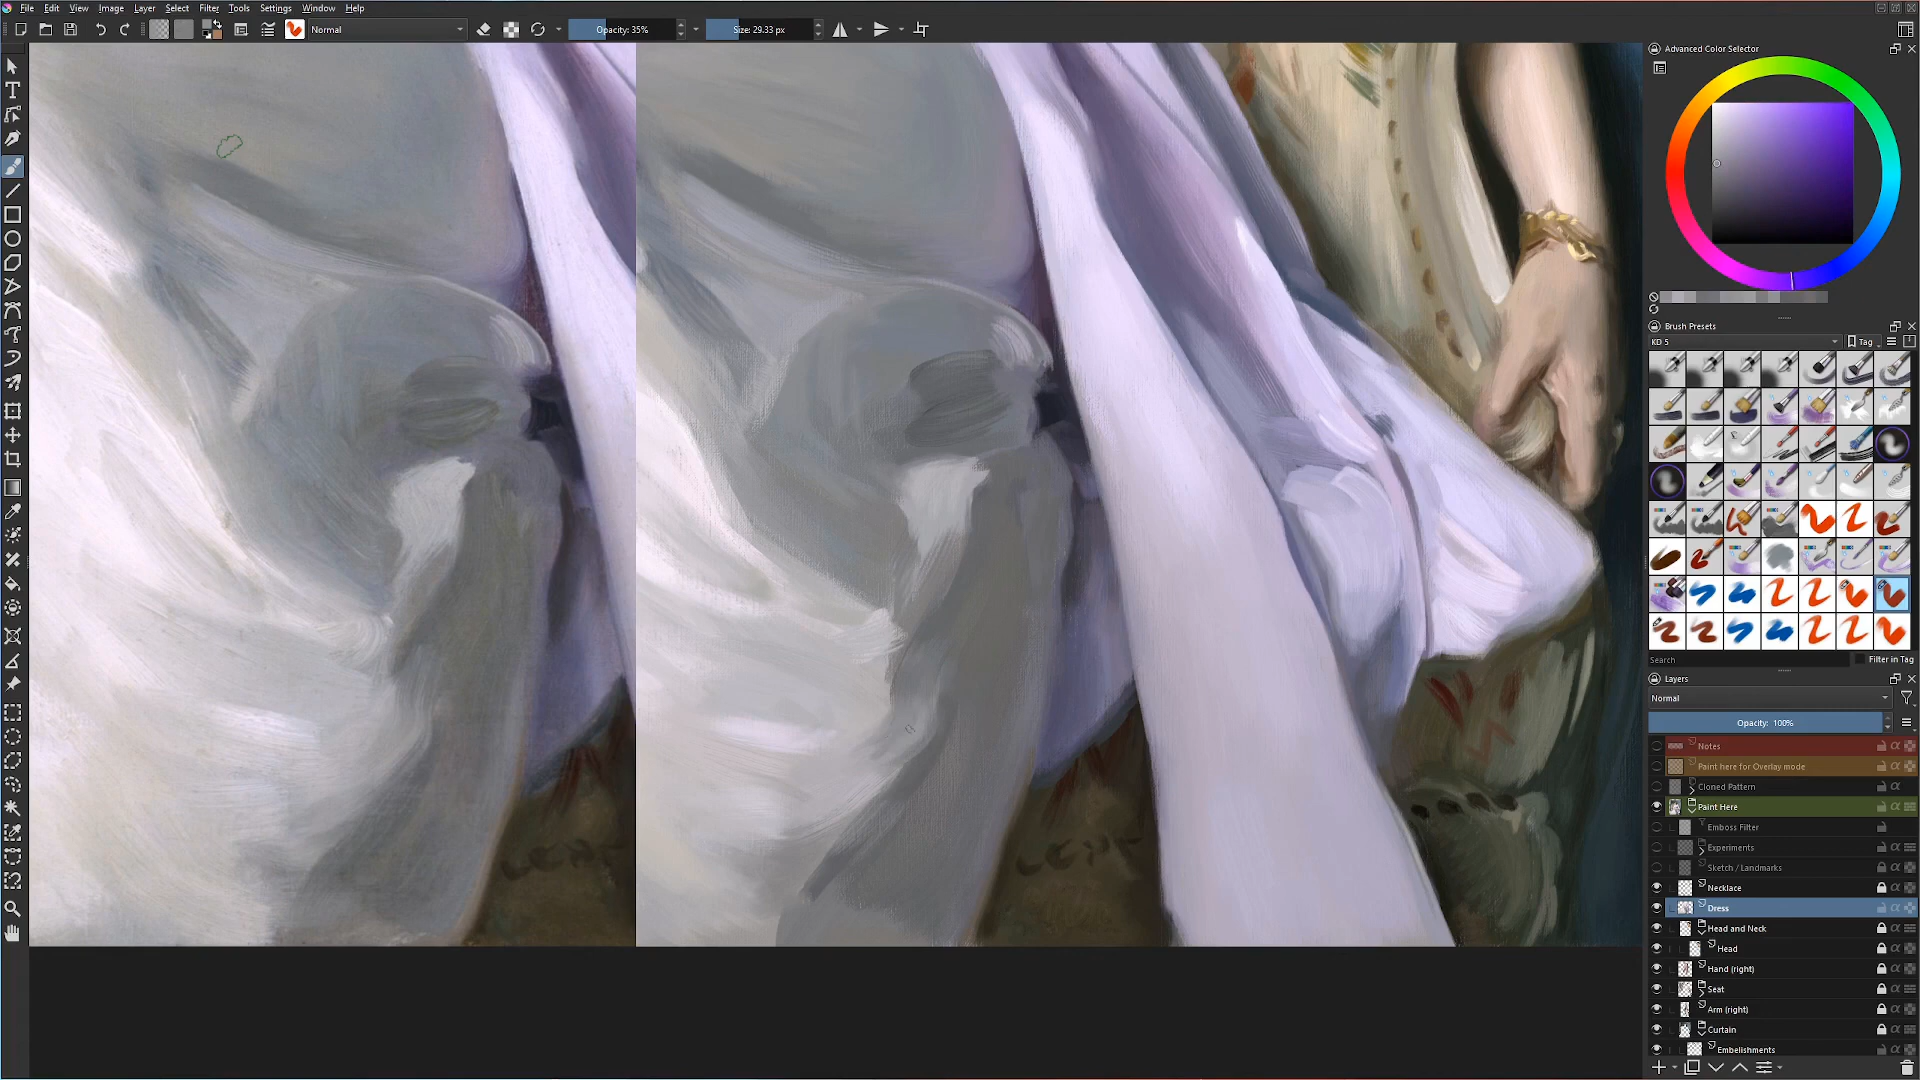 File Edit View Image Layer Select Filter Tools Settings Window Help
Normal
Opacity: 35%
Size: 29.33 px
Advanced Color Selector
Brush Presets
KD 5
Tag
Search
Filter in Tag
Layers
Normal
Opacity: 100%
Notes
Paint here for Overlay mode
Cloned Pattern
Paint Here
Emboss Filter
Experiments
Sketch / Landmarks
Necklace
Dress
Head and Neck
Head
Hand (right)
Seat
Arm (right)
Curtain
Embelishments